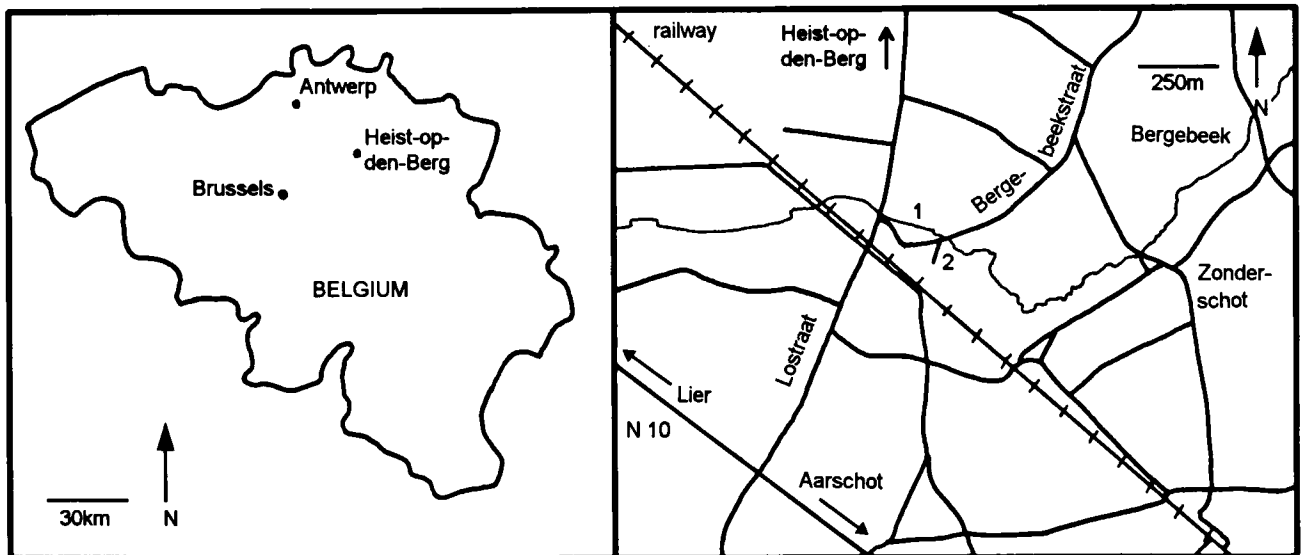 Antwerp
Heist-op-
den-Berg
Brussels
BELGIUM
30km
N
railway
Heist-op-
den-Berg
250m
N
Bergebeek
beekstraat
Berge-
1
2
Zonder-
schot
Lostraat
Lier
N 10
Aarschot